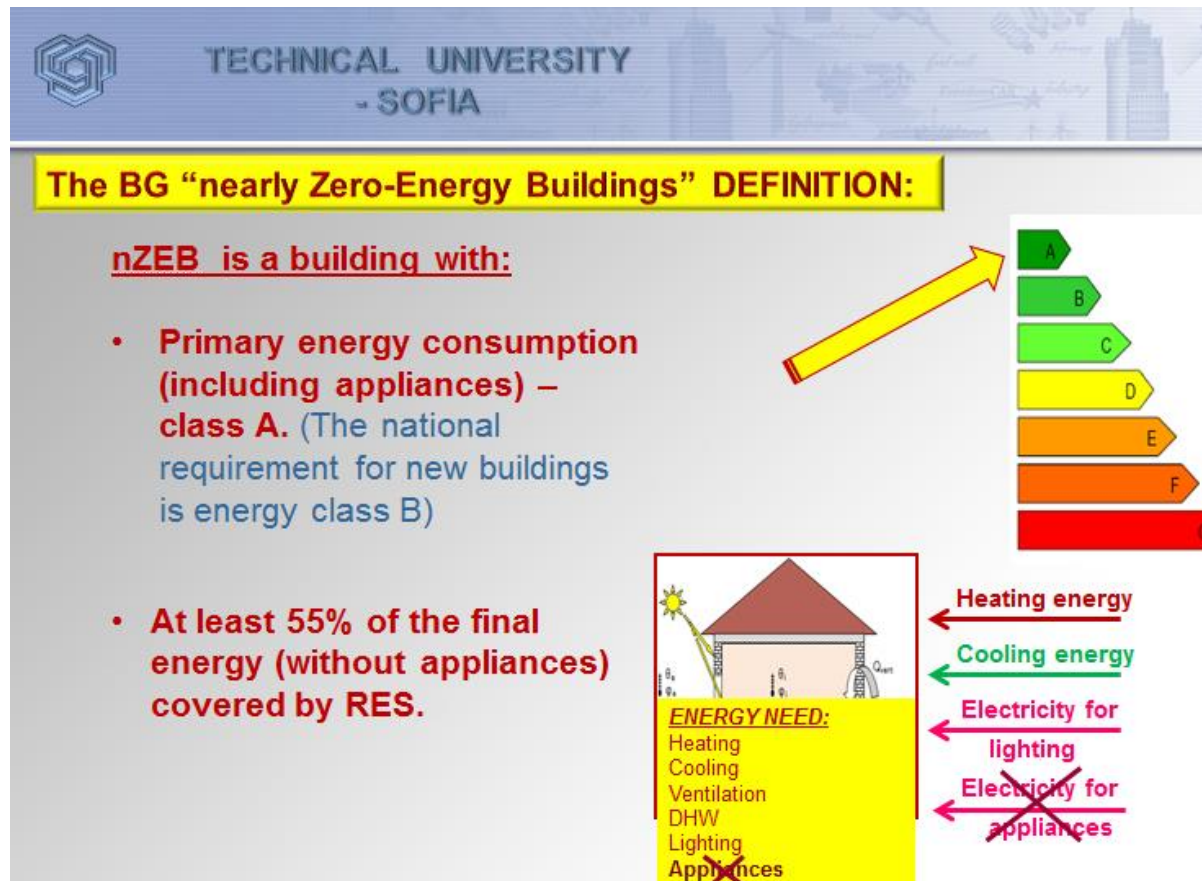 TECHNICAL UNIVERSITY
- SOFIA
The BG “nearly Zero-Energy Buildings” DEFINITION:
nZEB is a building with:
• Primary energy consumption
(including appliances) –
class A. (The national
requirement for new buildings
is energy class B)
• At least 55% of the final
energy (without appliances)
covered by RES.
A
B
C
D
E
F
Heating energy
Cooling energy
Electricity for
lighting
Electricity for
appliances
ENERGY NEED:
Heating
Cooling
Ventilation
DHW
Lighting
Appliances